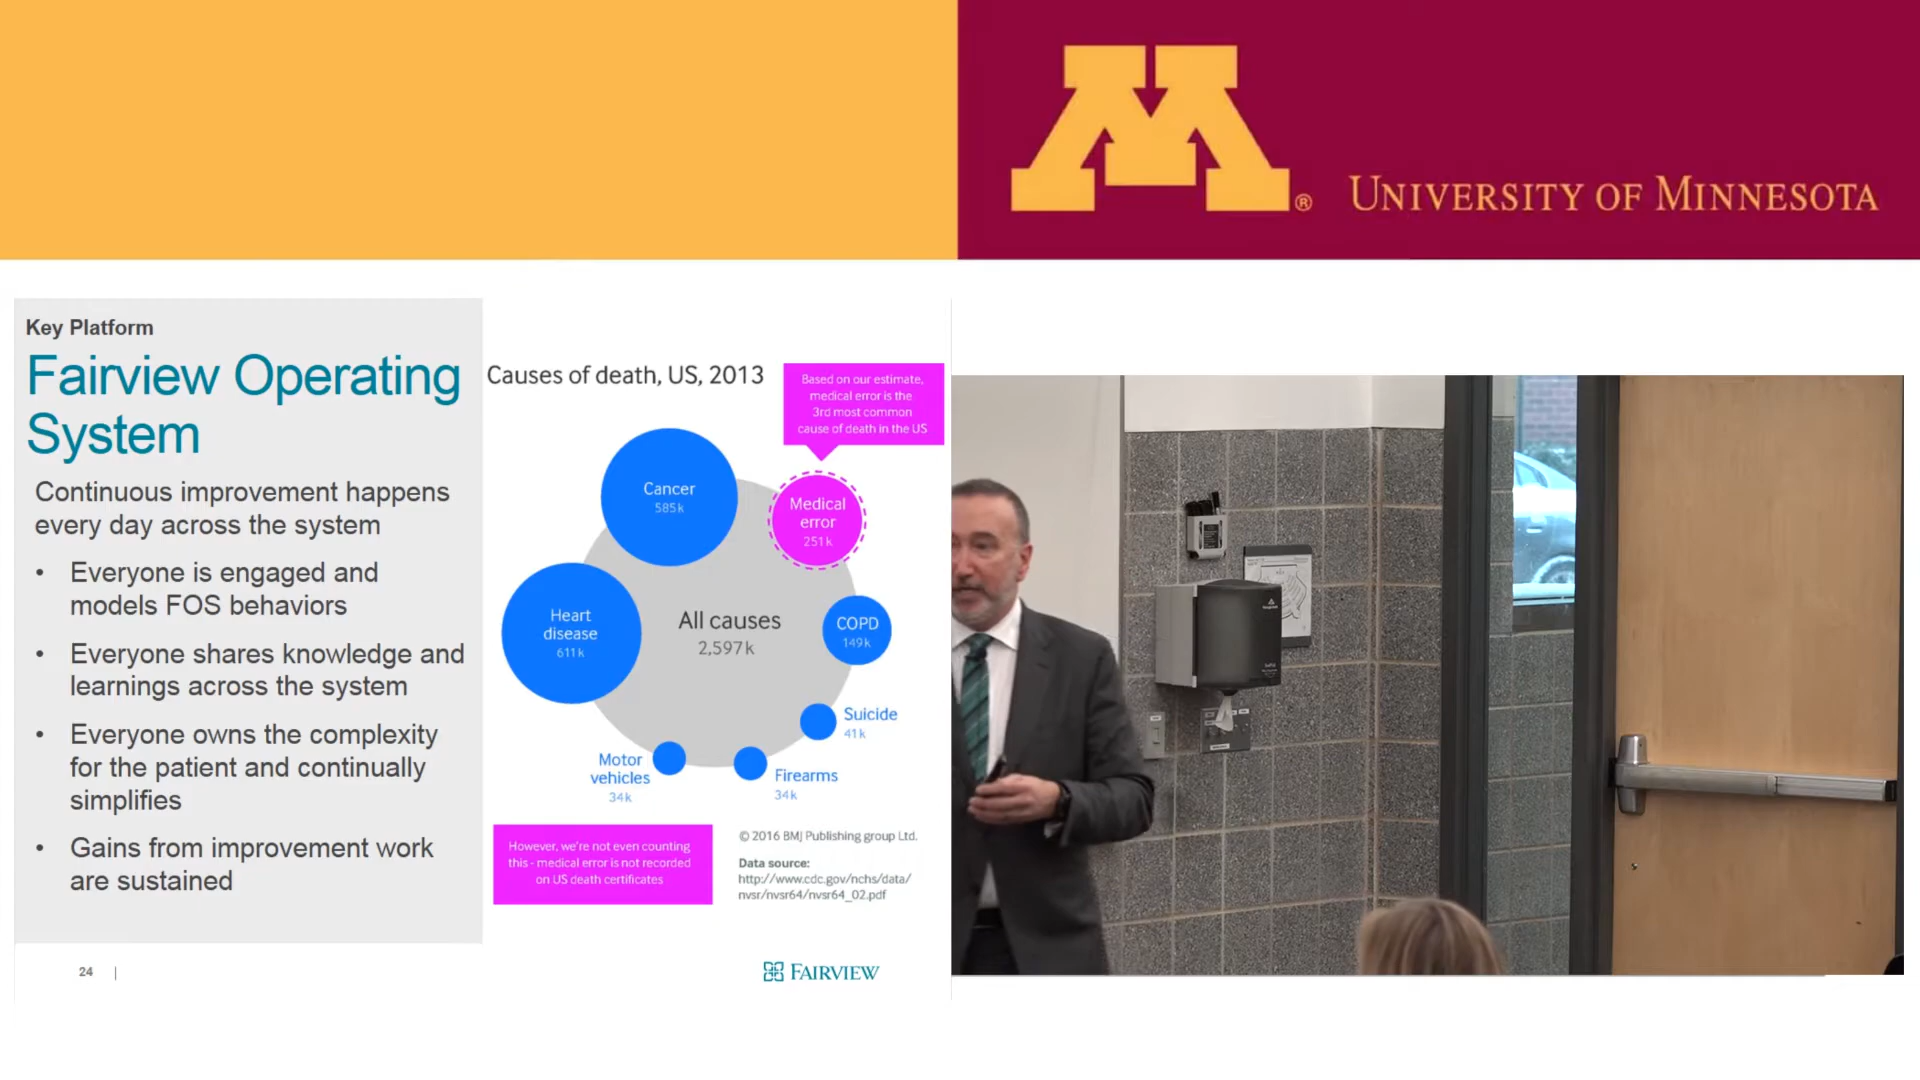 UNIVERSITY OF MINNESOTA
M®
Key Platform
Fairview Operating
System
Continuous improvement happens
every day across the system
• Everyone is engaged and
models FOS behaviors
• Everyone shares knowledge and
learnings across the system
• Everyone owns the complexity
for the patient and continually
simplifies
• Gains from improvement work
are sustained
Causes of death, US, 2013
Based on our estimate,
medical error is the
3rd most common
cause of death in the US
Cancer
585k
Medical
error
251k
Heart
disease
611k
All causes
2,597k
COPD
149k
Suicide
41k
Motor
vehicles
34k
Firearms
34k
However, we're not even counting
this - medical error is not recorded
on US death certificates
© 2016 BMJ Publishing group Ltd.
Data source:
http://www.cdc.gov/nchs/data/
nvsr/nvsr64/nvsr64_02.pdf
24 |
FAIRVIEW